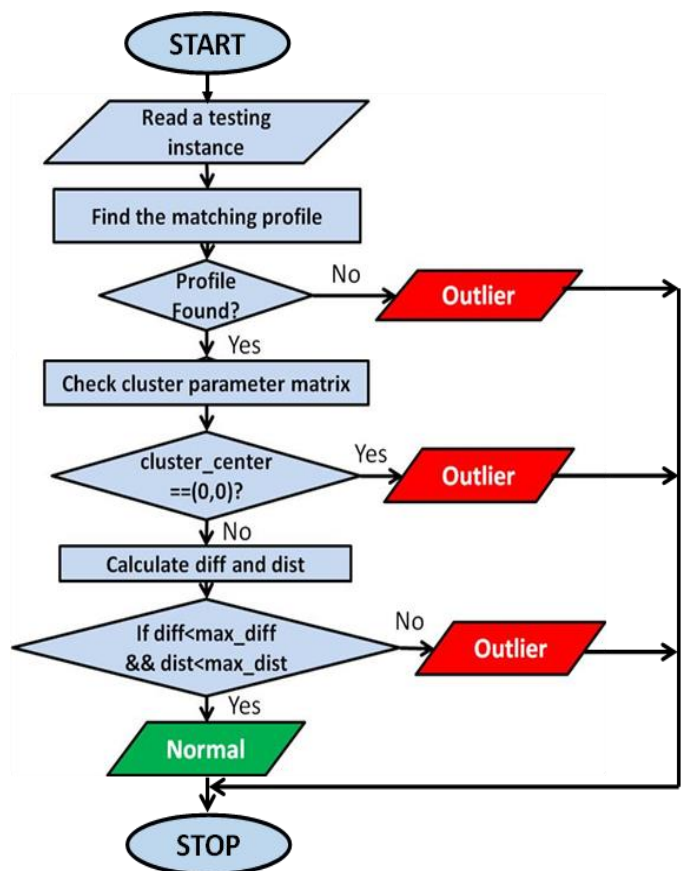 START
Read a testing
instance
Find the matching profile
Profile
Found?
No
Outlier
Yes
Check cluster parameter matrix
cluster_center
==(0,0)?
Yes
Outlier
No
Calculate diff and dist
If diff<max_diff
&& dist<max_dist
No
Outlier
Yes
Normal
STOP